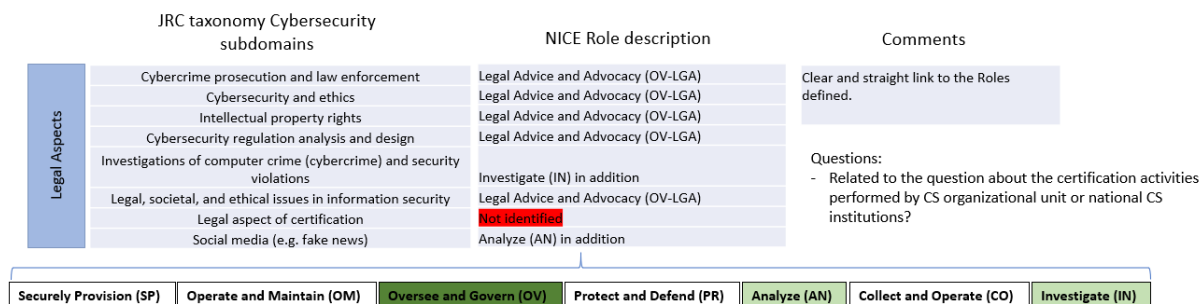 JRC taxonomy Cybersecurity
subdomains
NICE Role description
Comments
Legal Aspects
Cybercrime prosecution and law enforcement
Legal Advice and Advocacy (OV-LGA)
Clear and straight link to the Roles
defined.
Cybersecurity and ethics
Legal Advice and Advocacy (OV-LGA)
Intellectual property rights
Legal Advice and Advocacy (OV-LGA)
Cybersecurity regulation analysis and design
Legal Advice and Advocacy (OV-LGA)
Investigations of computer crime (cybercrime) and security
violations
Investigate (IN) in addition
Legal, societal, and ethical issues in information security
Legal Advice and Advocacy (OV-LGA)
Legal aspect of certification
Not identified
Social media (e.g. fake news)
Analyze (AN) in addition
Questions:
- Related to the question about the certification activities
performed by CS organizational unit or national CS
institutions?
Securely Provision (SP)
Operate and Maintain (OM)
Oversee and Govern (OV)
Protect and Defend (PR)
Analyze (AN)
Collect and Operate (CO)
Investigate (IN)